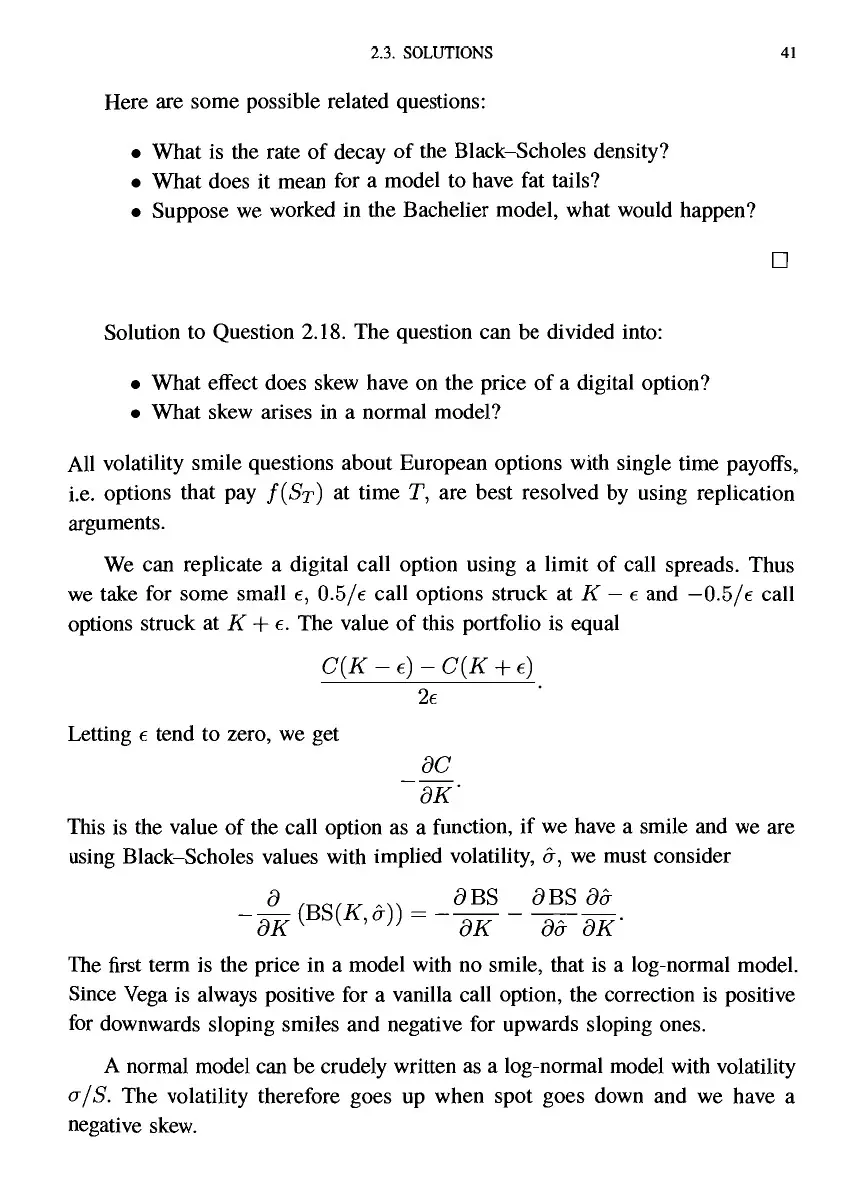 2.3. SOLUTIONS 41
Here are some possible related questions:
• What is the rate of decay of the Black–Scholes density?
• What does it mean for a model to have fat tails?
• Suppose we worked in the Bachelier model, what would happen?
□
Solution to Question 2.18. The question can be divided into:
• What effect does skew have on the price of a digital option?
• What skew arises in a normal model?
All volatility smile questions about European options with single time payoffs,
i.e. options that pay f(S_T) at time T, are best resolved by using replication
arguments.
We can replicate a digital call option using a limit of call spreads. Thus
we take for some small ϵ, 0.5/ϵ call options struck at K − ϵ and −0.5/ϵ call
options struck at K + ϵ. The value of this portfolio is equal
(C(K − ϵ) − C(K + ϵ)) / 2ϵ.
Letting ϵ tend to zero, we get
−∂C/∂K.
This is the value of the call option as a function, if we have a smile and we are
using Black–Scholes values with implied volatility, σ̂, we must consider
−∂/∂K (BS(K, σ̂)) = −∂BS/∂K − ∂BS/∂σ̂ ∂σ̂/∂K.
The first term is the price in a model with no smile, that is a log-normal model.
Since Vega is always positive for a vanilla call option, the correction is positive
for downwards sloping smiles and negative for upwards sloping ones.
A normal model can be crudely written as a log-normal model with volatility
σ/S. The volatility therefore goes up when spot goes down and we have a
negative skew.